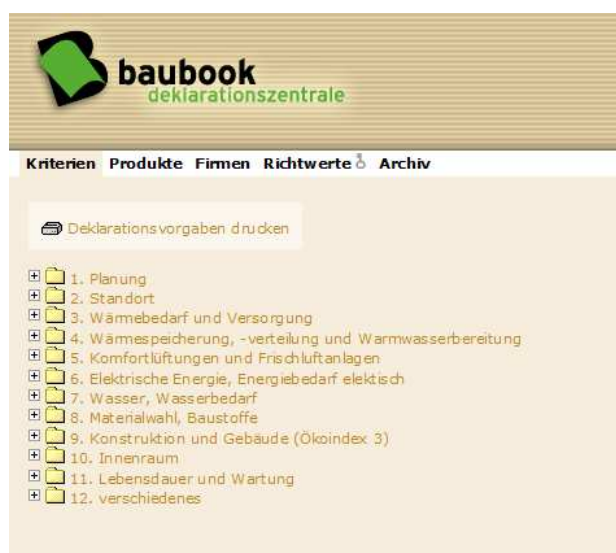 baubook
deklarationszentrale
Kriterien Produkte Firmen Richtwerte Archiv
Deklarationsvorgaben drucken
1. Planung
2. Standort
3. Wärmebedarf und Versorgung
4. Wärmespeicherung, -verteilung und Warmwasserbereitung
5. Komfortlüftungen und Frischluftanlagen
6. Elektrische Energie, Energiebedarf elektisch
7. Wasser, Wasserbedarf
8. Materialwahl, Baustoffe
9. Konstruktion und Gebäude (Ökoindex 3)
10. Innenraum
11. Lebensdauer und Wartung
12. verschiedenes